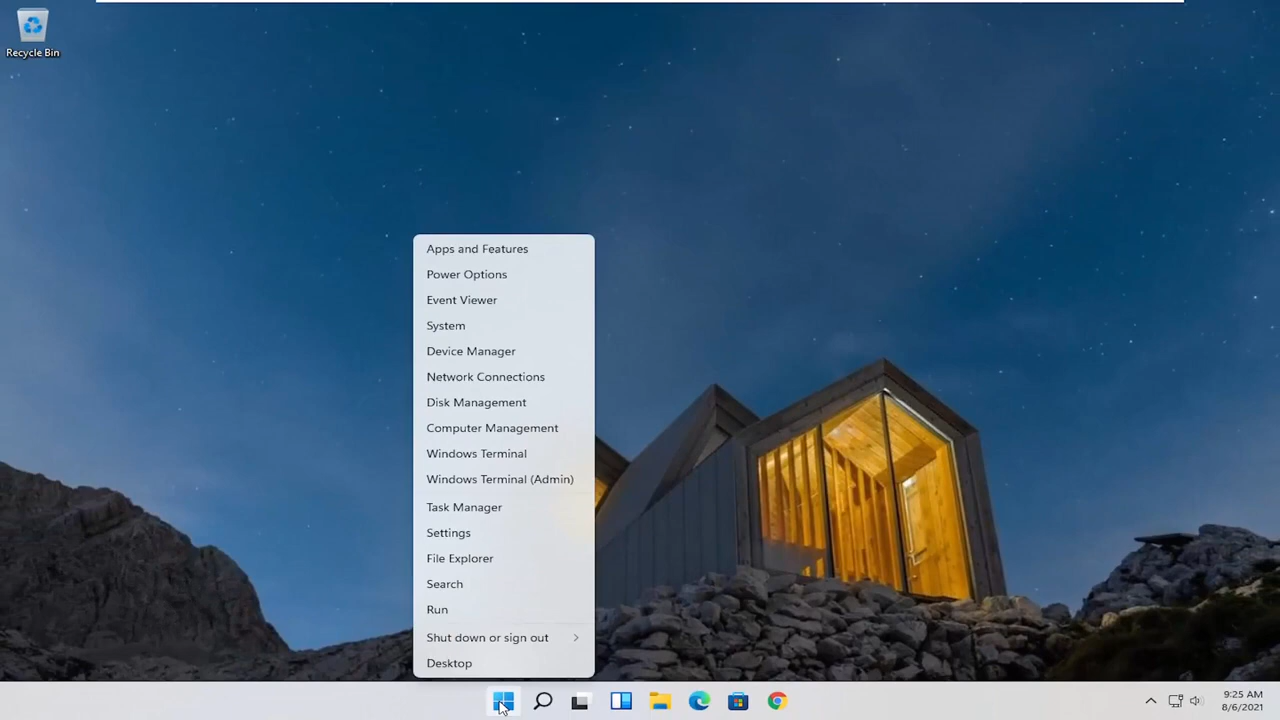 Recycle Bin
Apps and Features
Power Options
Event Viewer
System
Device Manager
Network Connections
Disk Management
Computer Management
Windows Terminal
Windows Terminal (Admin)
Task Manager
Settings
File Explorer
Search
Run
Shut down or sign out
Desktop
9:25 AM
8/6/2021